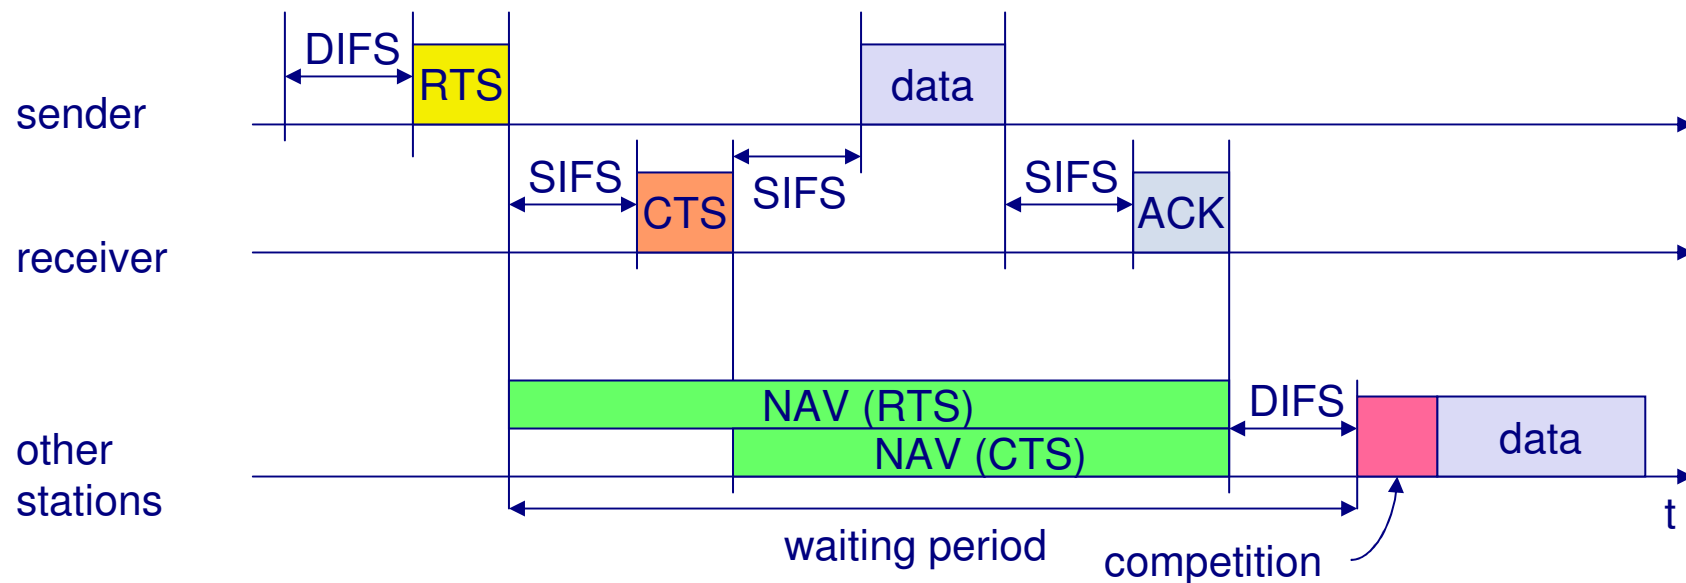 DIFS
RTS
data
sender
SIFS
CTS
SIFS
SIFS
ACK
receiver
NAV (RTS)
DIFS
NAV (CTS)
data
other
stations
t
waiting period
competition